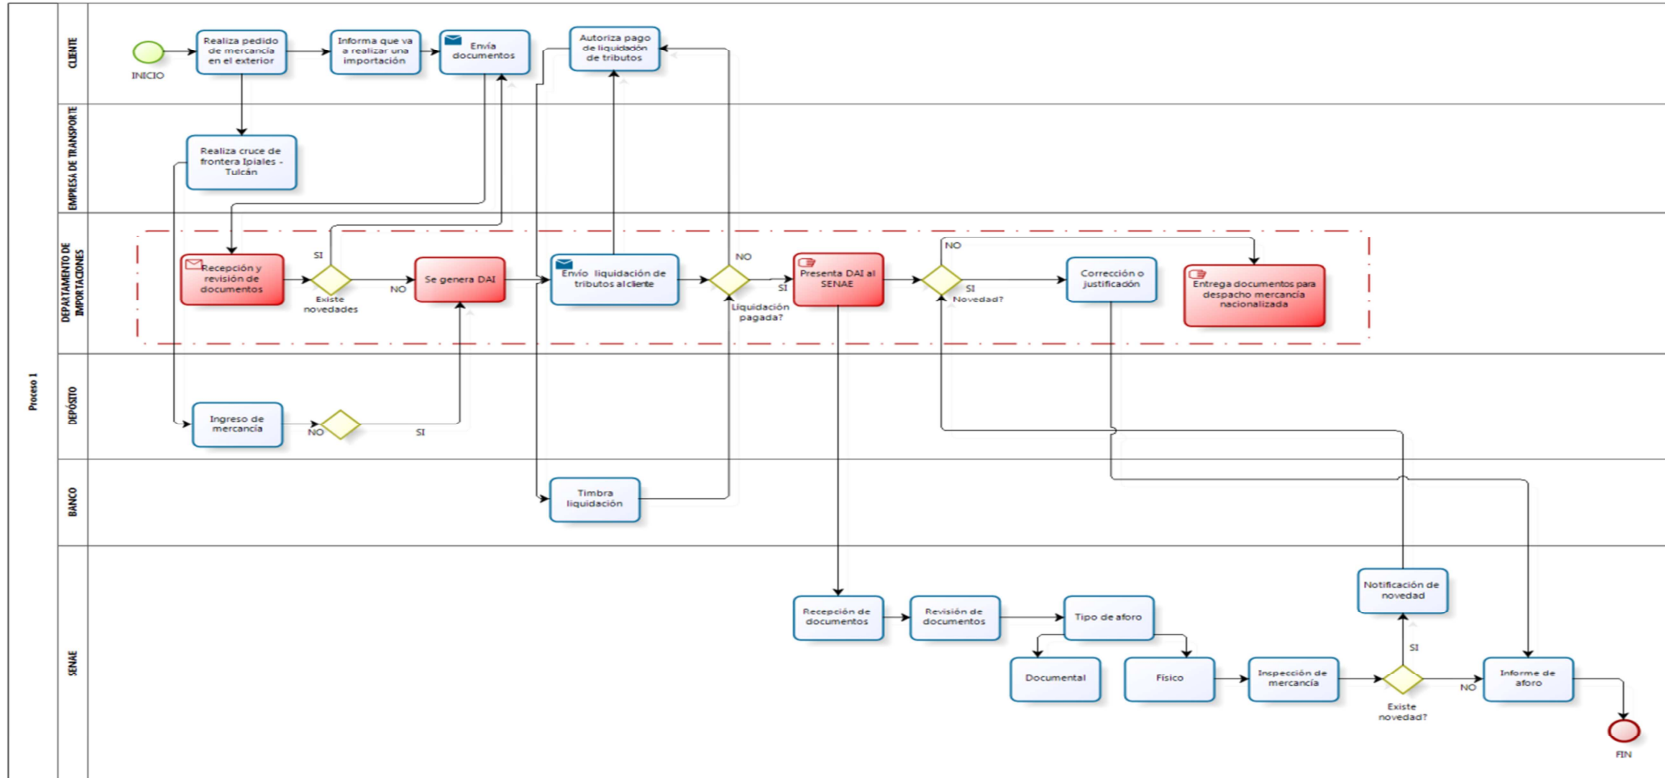 Proceso 1
CLIENTE
INICIO
Realiza pedido
de mercancía
en el exterior
Informa que va
a realizar una
importación
Envía
documentos
Autoriza pago
de liquidación
de tributos
EMPRESA DE TRANSPORTE
Realiza cruce de
frontera Ipiales -
Tulcán
DEPARTAMENTO DE
IMPORTACIONES
Recepción y
revisión de
documentos
SI
Existe
novedades
NO
Se genera DAI
Envío liquidación de
tributos al cliente
NO
SI
Liquidación
pagada?
Presenta DAI al
SENAE
NO
SI
Novedad?
Corrección o
justificación
Entrega documentos para
despacho mercancía
nacionalizada
DEPÓSITO
Ingreso de
mercancía
NO
SI
BANCO
Timbra
liquidación
SENAE
Recepción de
documentos
Revisión de
documentos
Tipo de aforo
Documental
Físico
Inspección de
mercancía
Notificación de
novedad
SI
Existe
novedad?
NO
Informe de
aforo
FIN